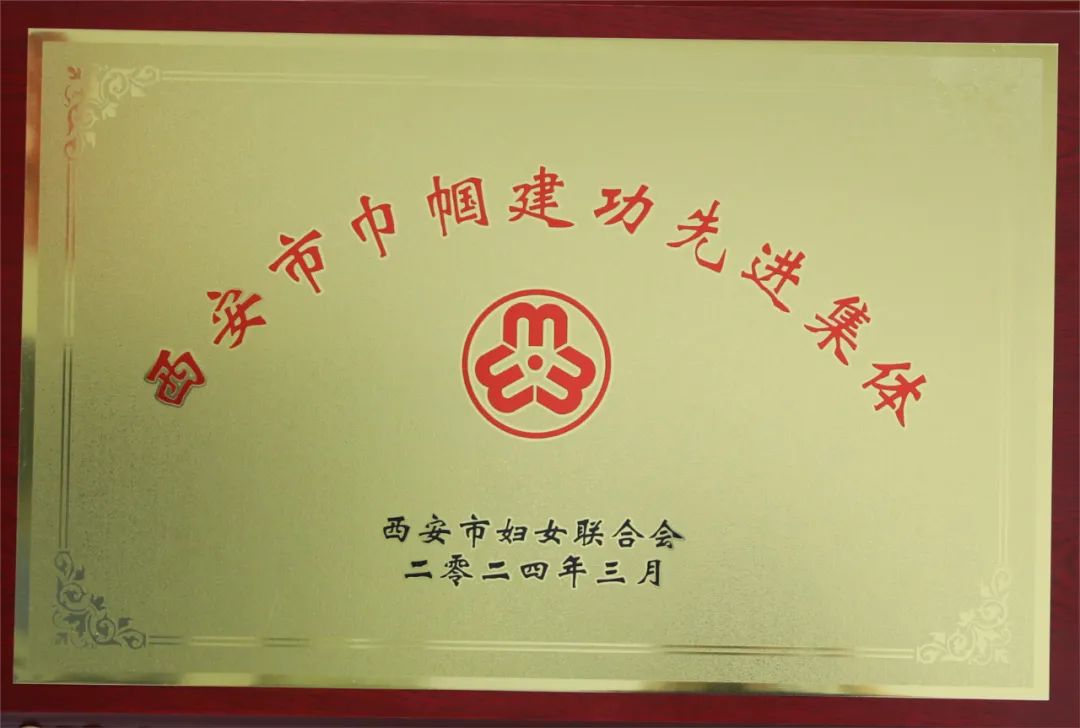 西安市巾帼建功先进集体
西安市妇女联合会
二零二四年三月